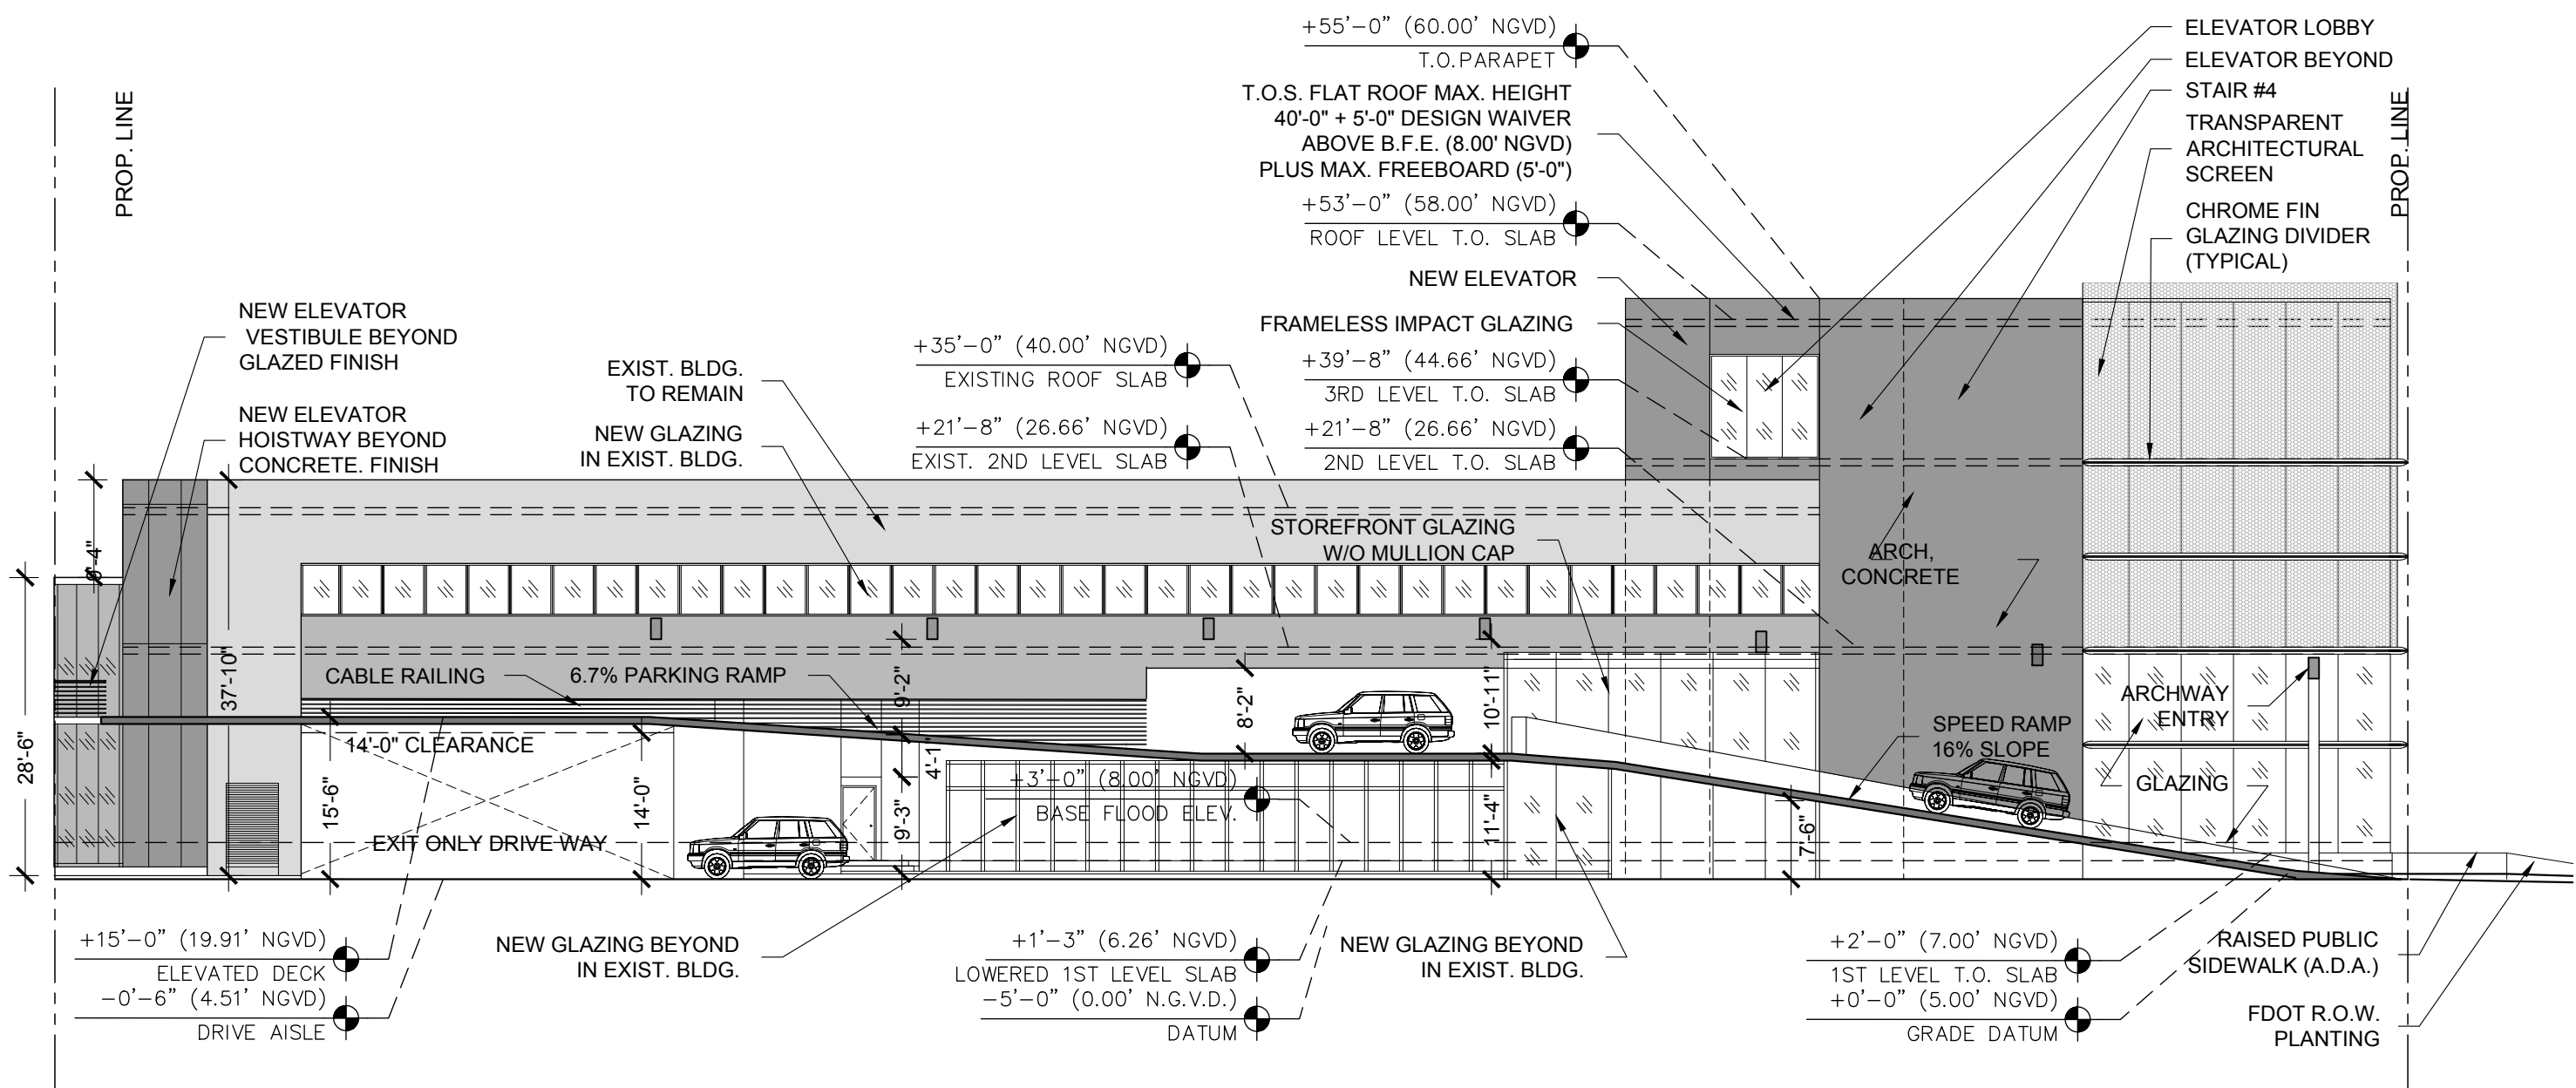 +55'-0" (60.00' NGVD)
T.O.PARAPET
T.O.S. FLAT ROOF MAX. HEIGHT
40'-0" + 5'-0" DESIGN WAIVER
ABOVE B.F.E. (8.00' NGVD)
PLUS MAX. FREEBOARD (5'-0")
+53'-0" (58.00' NGVD)
ROOF LEVEL T.O. SLAB
NEW ELEVATOR
FRAMELESS IMPACT GLAZING
+39'-8" (44.66' NGVD)
3RD LEVEL T.O. SLAB
+21'-8" (26.66' NGVD)
2ND LEVEL T.O. SLAB
ELEVATOR LOBBY
ELEVATOR BEYOND
STAIR #4
TRANSPARENT
ARCHITECTURAL
SCREEN
CHROME FIN
GLAZING DIVIDER
(TYPICAL)
PROP. LINE
PROP. LINE
NEW ELEVATOR
VESTIBULE BEYOND
GLAZED FINISH
NEW ELEVATOR
HOISTWAY BEYOND
CONCRETE. FINISH
EXIST. BLDG.
TO REMAIN
NEW GLAZING
IN EXIST. BLDG.
+35'-0" (40.00' NGVD)
EXISTING ROOF SLAB
+21'-8" (26.66' NGVD)
EXIST. 2ND LEVEL SLAB
STOREFRONT GLAZING
W/O MULLION CAP
ARCH,
CONCRETE
37'-10"
28'-6"
CABLE RAILING
6.7% PARKING RAMP
9'-2"
8'-2"
10'-11"
ARCHWAY
ENTRY
SPEED RAMP
16% SLOPE
GLAZING
14'-0" CLEARANCE
15'-6"
14'-0"
4'-1"
9'-3"
+3'-0" (8.00' NGVD)
BASE FLOOD ELEV.
11'-4"
7'-6"
EXIT ONLY DRIVE WAY
+15'-0" (19.91' NGVD)
ELEVATED DECK
-0'-6" (4.51' NGVD)
DRIVE AISLE
NEW GLAZING BEYOND
IN EXIST. BLDG.
+1'-3" (6.26' NGVD)
LOWERED 1ST LEVEL SLAB
-5'-0" (0.00' N.G.V.D.)
DATUM
NEW GLAZING BEYOND
IN EXIST. BLDG.
+2'-0" (7.00' NGVD)
1ST LEVEL T.O. SLAB
+0'-0" (5.00' NGVD)
GRADE DATUM
RAISED PUBLIC
SIDEWALK (A.D.A.)
FDOT R.O.W.
PLANTING